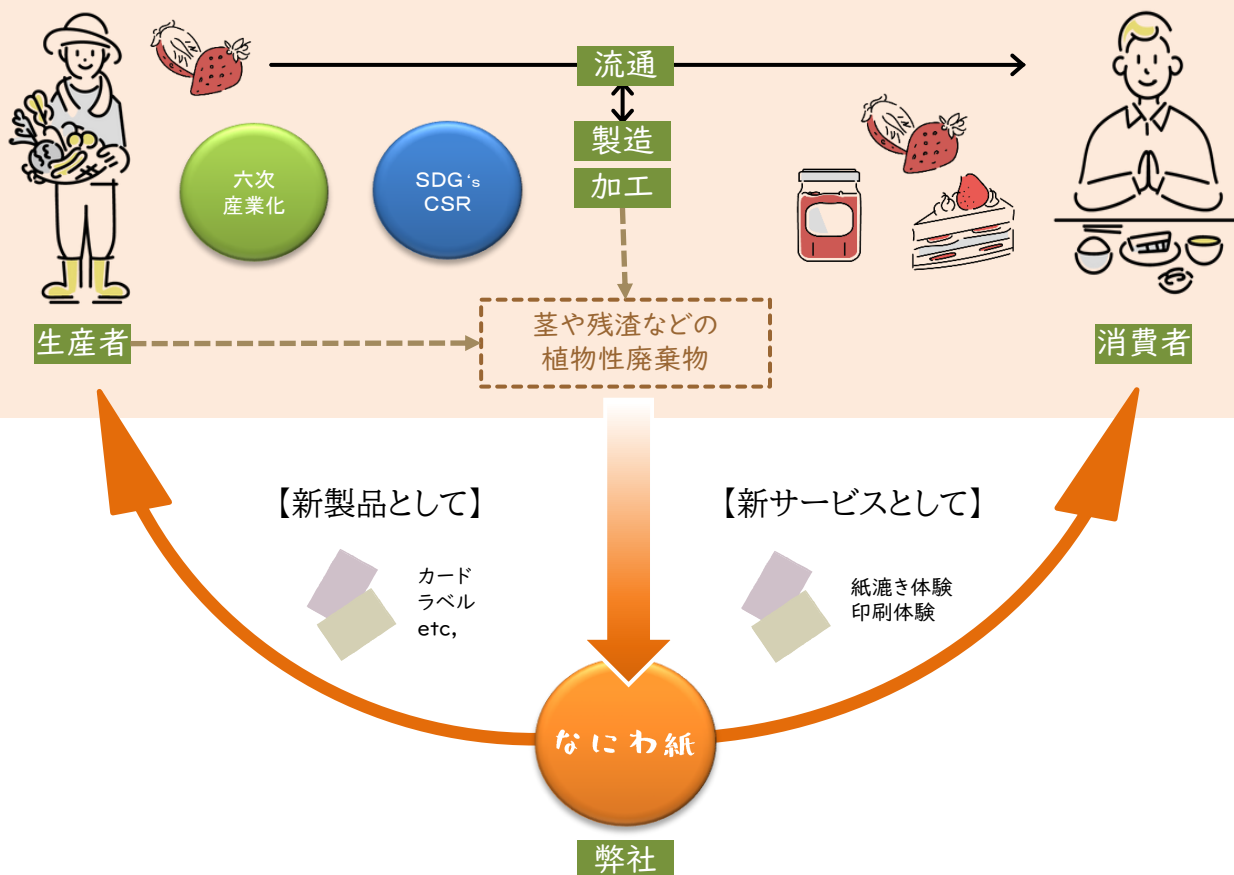 流通
製造
加工
六次
産業化
SDG‘s
CSR
生産者
茎や残渣などの
植物性廃棄物
消費者
【新製品として】
カード
ラベル
etc,
【新サービスとして】
紙漉き体験
印刷体験
なにわ紙
弊社